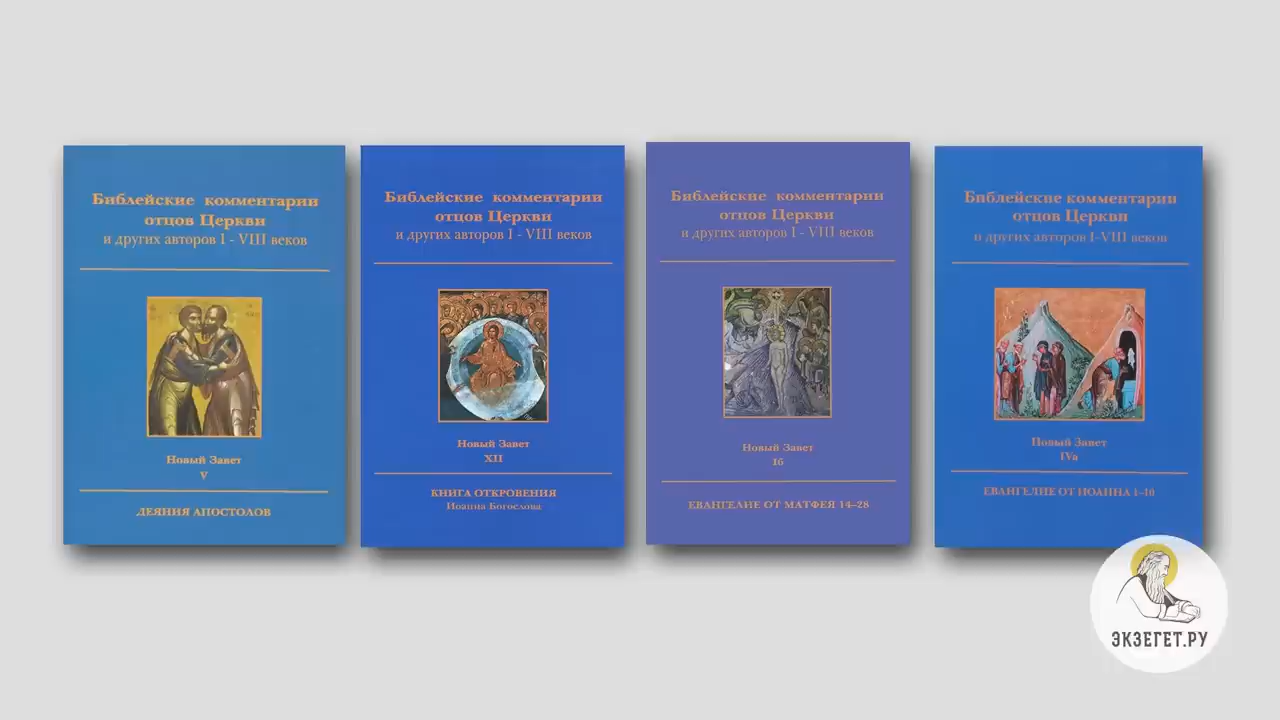 Библейские комментарии
отцов Церкви
и других авторов I - VIII веков
Новый Завет
V
ДЕЯНИЯ АПОСТОЛОВ
Библейские комментарии
отцов Церкви
и других авторов I - VIII веков
Новый Завет
XII
КНИГА ОТКРОВЕНИЯ
Иоанна Богослова
Библейские комментарии
отцов Церкви
и других авторов I - VIII веков
Новый Завет
Iб
ЕВАНГЕЛИЕ ОТ МАТФЕЯ 14–28
Библейские комментарии
отцов Церкви
и других авторов I–VIII веков
Новый Завет
IVа
ЕВАНГЕЛИЕ ОТ ИОАННА 1–10
ЭКЗЕГЕТ.РУ